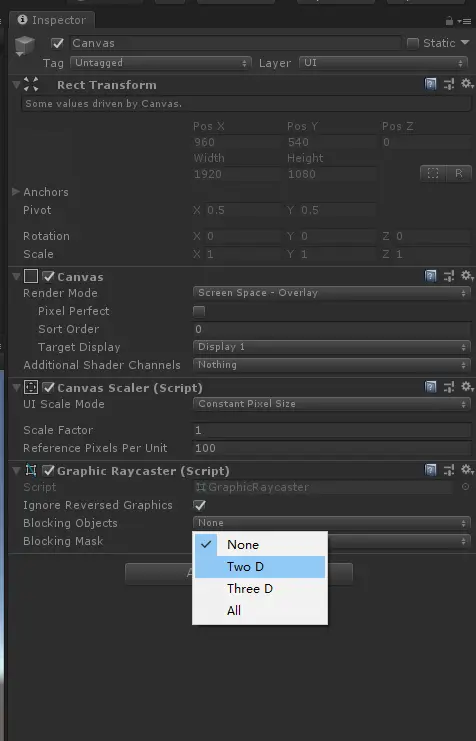 Inspector
Canvas Static
Tag Untagged Layer UI
Rect Transform
Some values driven by Canvas.
Pos X Pos Y Pos Z
960 540 0
Width Height
1920 1080
R
Anchors
Pivot X 0.5 Y 0.5
Rotation X 0 Y 0 Z 0
Scale X 1 Y 1 Z 1
Canvas
Render Mode Screen Space - Overlay
Pixel Perfect
Sort Order 0
Target Display Display 1
Additional Shader Channels Nothing
Canvas Scaler (Script)
UI Scale Mode Constant Pixel Size
Scale Factor 1
Reference Pixels Per Unit 100
Graphic Raycaster (Script)
Script GraphicRaycaster
Ignore Reversed Graphics
Blocking Objects None
Blocking Mask
None
Two D
Three D
All